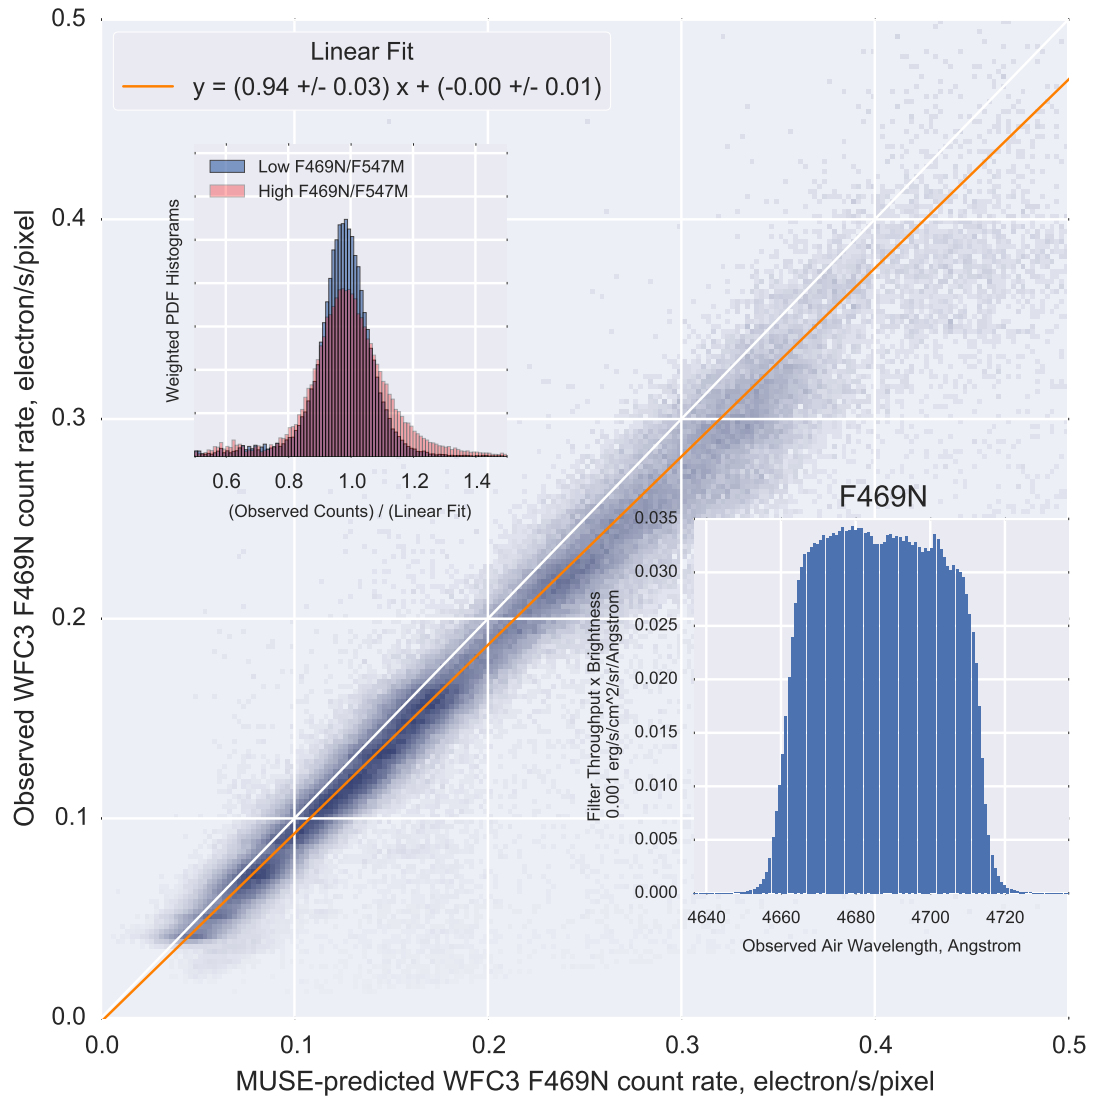 Linear Fit
y = (0.94 +/- 0.03) x + (-0.00 +/- 0.01)
Low F469N/F547M
High F469N/F547M
Weighted PDF Histograms
0.6 0.8 1.0 1.2 1.4
(Observed Counts) / (Linear Fit)
F469N
0.035
0.030
0.025
0.020
0.015
0.010
0.005
0.000
Filter Throughput x Brightness
0.001 erg/s/cm^2/sr/Angstrom
4640 4660 4680 4700 4720
Observed Air Wavelength, Angstrom
0.5
0.4
0.3
0.2
0.1
0.0
Observed WFC3 F469N count rate, electron/s/pixel
0.0 0.1 0.2 0.3 0.4 0.5
MUSE-predicted WFC3 F469N count rate, electron/s/pixel